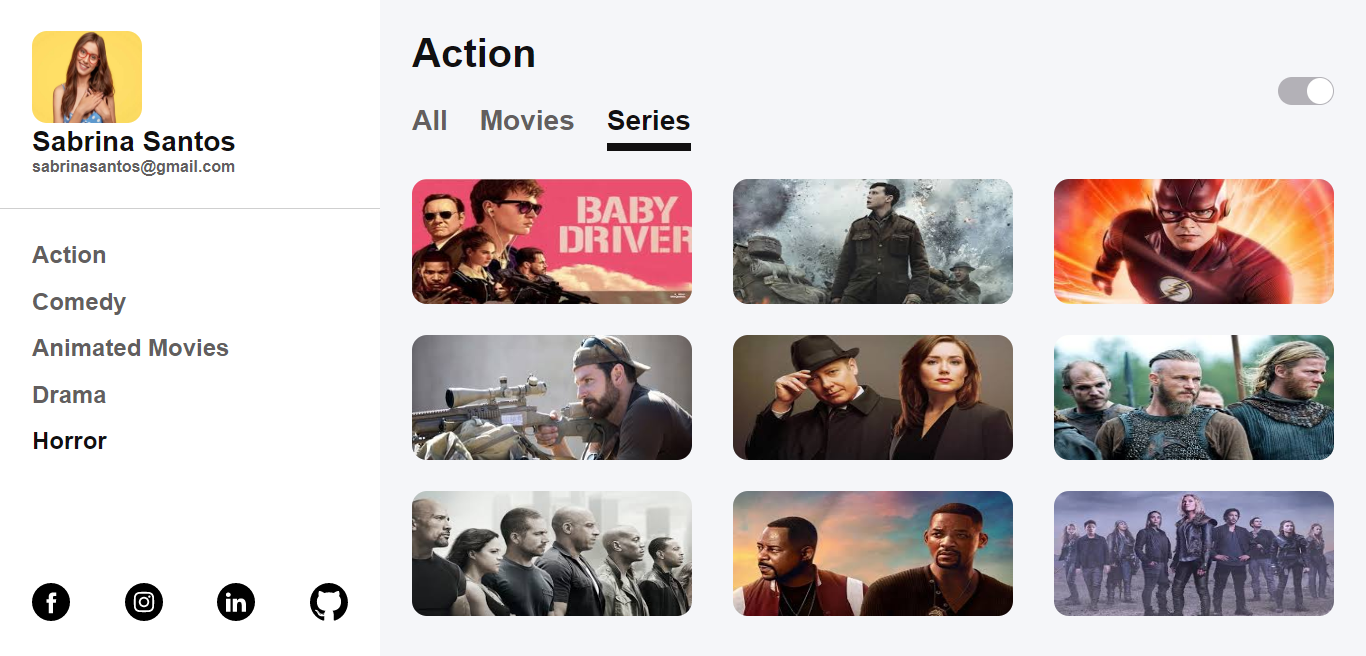 Sabrina Santos
sabrinasantos@gmail.com
Action
Comedy
Animated Movies
Drama
Horror
Action
All Movies Series
BABY
DRIVER